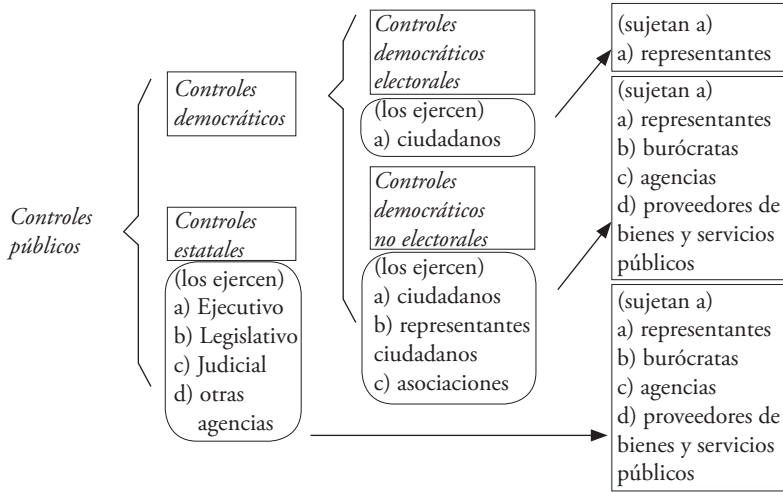 Controles
públicos
Controles
democráticos
Controles
estatales
(los ejercen)
a) Ejecutivo
b) Legislativo
c) Judicial
d) otras
agencias
Controles
democráticos
electorales
(los ejercen)
a) ciudadanos
Controles
democráticos
no electorales
(los ejercen)
a) ciudadanos
b) representantes
ciudadanos
c) asociaciones
(sujetan a)
a) representantes
(sujetan a)
a) representantes
b) burócratas
c) agencias
d) proveedores de
bienes y servicios
públicos
(sujetan a)
a) representantes
b) burócratas
c) agencias
d) proveedores de
bienes y servicios
públicos